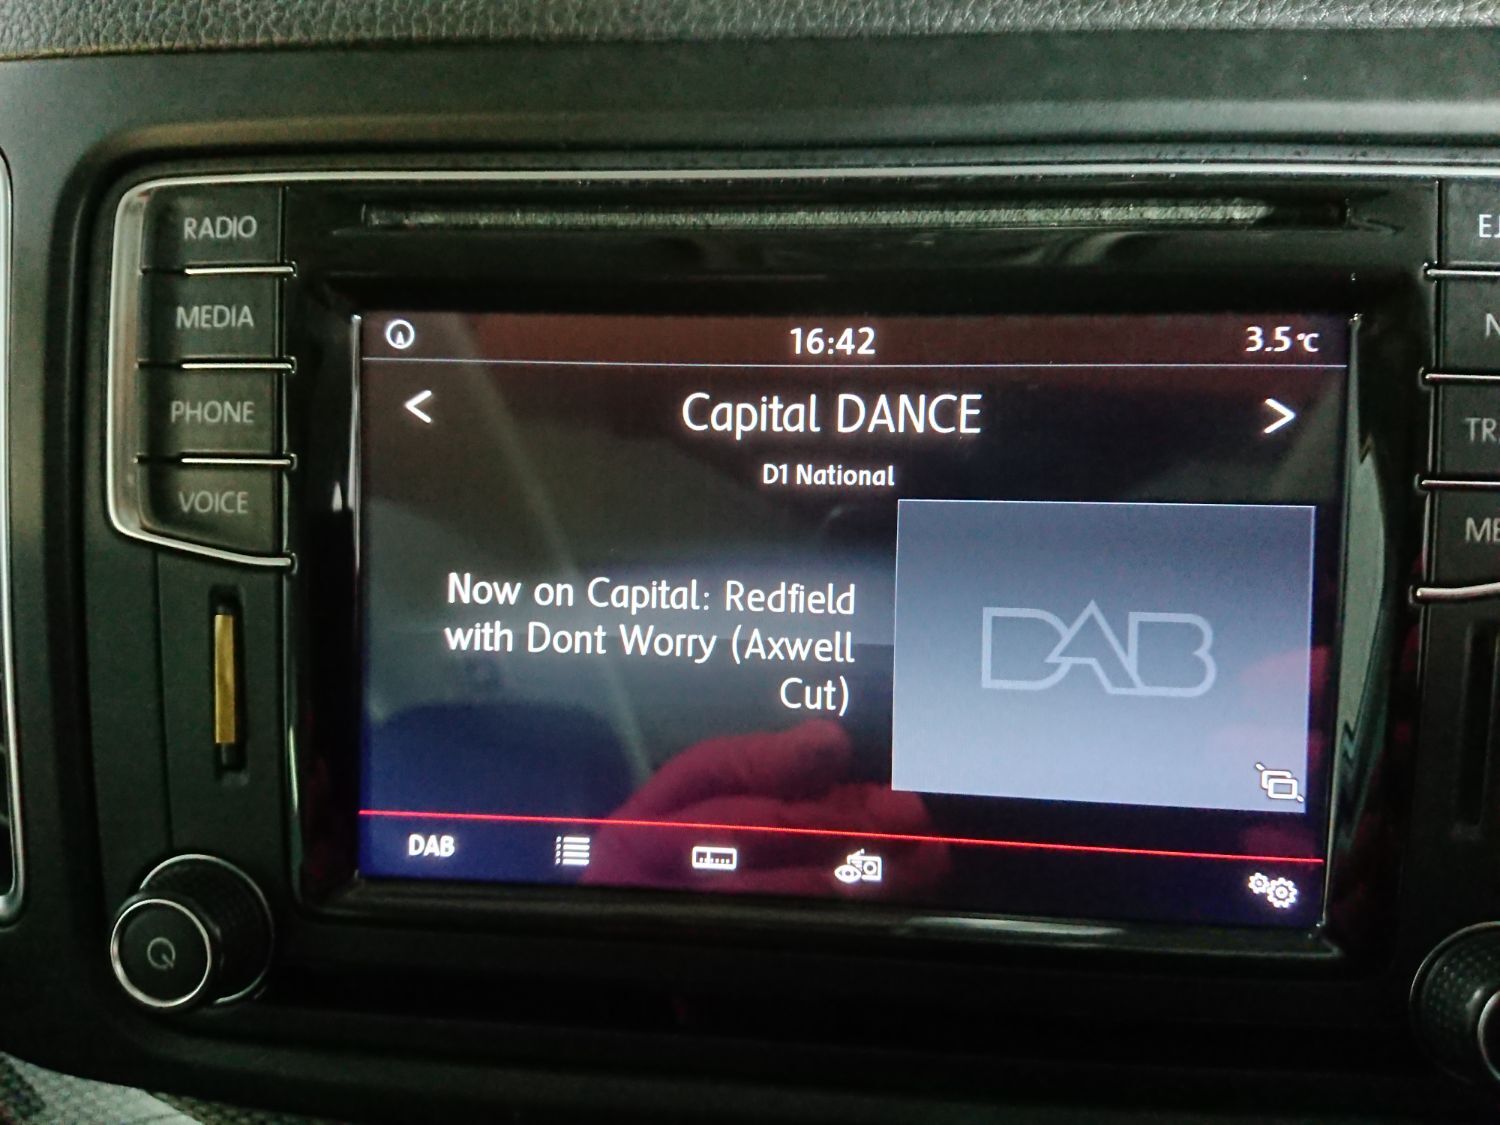 RADIO
MEDIA
PHONE
VOICE
16:42
3.5°C
< Capital DANCE >
D1 National
Now on Capital: Redfield
with Dont Worry (Axwell
Cut)
DAB
DAB